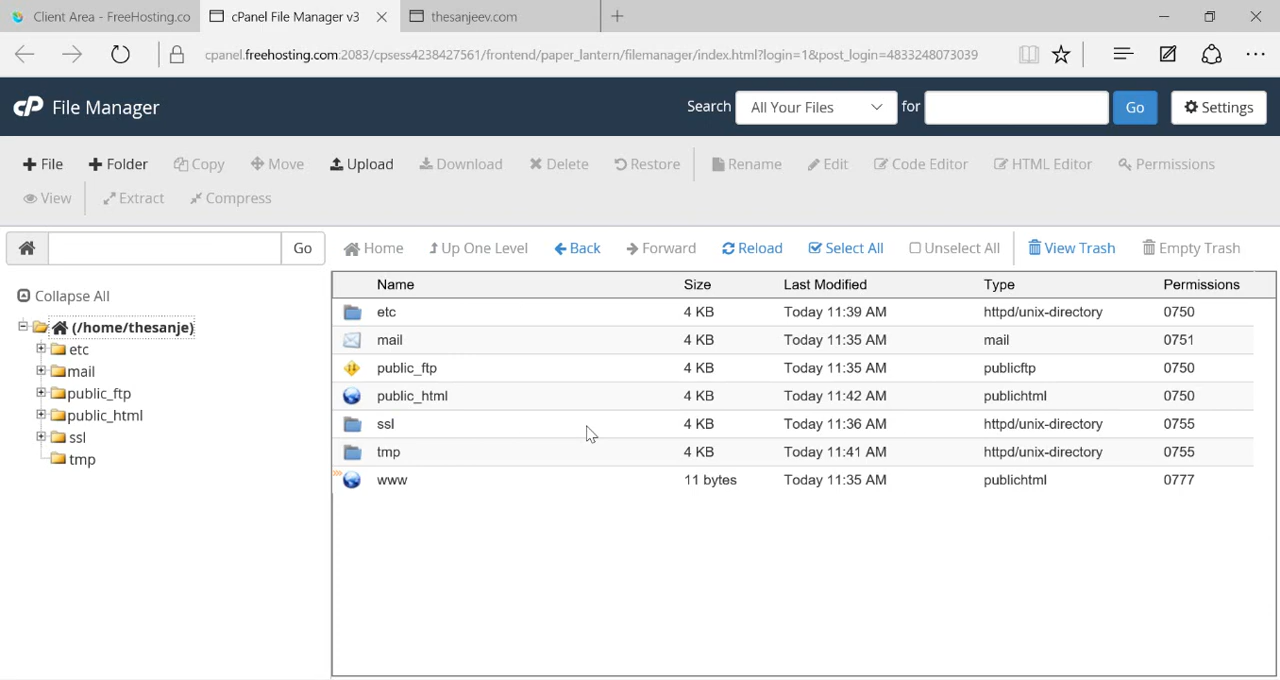 Client Area - FreeHosting.co
cPanel File Manager v3
thesanjeev.com
cpanel.freehosting.com:2083/cpsess4238427561/frontend/paper_lantern/filemanager/index.html?login=1&post_login=4833248073039
cP File Manager
Search All Your Files for Go Settings
File Folder Copy Move Upload Download Delete Restore Rename Edit Code Editor HTML Editor Permissions
View Extract Compress
Go Home Up One Level Back Forward Reload Select All Unselect All View Trash Empty Trash
Collapse All
(/home/thesanje)
etc
mail
public_ftp
public_html
ssl
tmp
Name Size Last Modified Type Permissions
etc 4 KB Today 11:39 AM httpd/unix-directory 0750
mail 4 KB Today 11:35 AM mail 0751
public_ftp 4 KB Today 11:35 AM publicftp 0750
public_html 4 KB Today 11:42 AM publichtml 0750
ssl 4 KB Today 11:36 AM httpd/unix-directory 0755
tmp 4 KB Today 11:41 AM httpd/unix-directory 0755
www 11 bytes Today 11:35 AM publichtml 0777